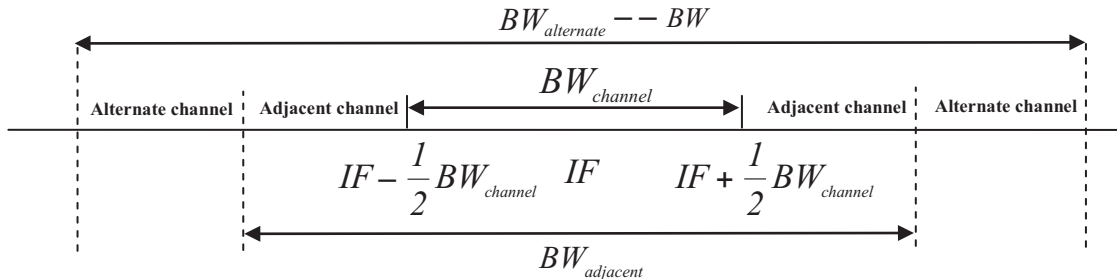 BW_alternate -- BW
BW_channel
Alternate channel Adjacent channel Adjacent channel Alternate channel
IF - 1/2 BW_channel IF IF + 1/2 BW_channel
BW_adjacent